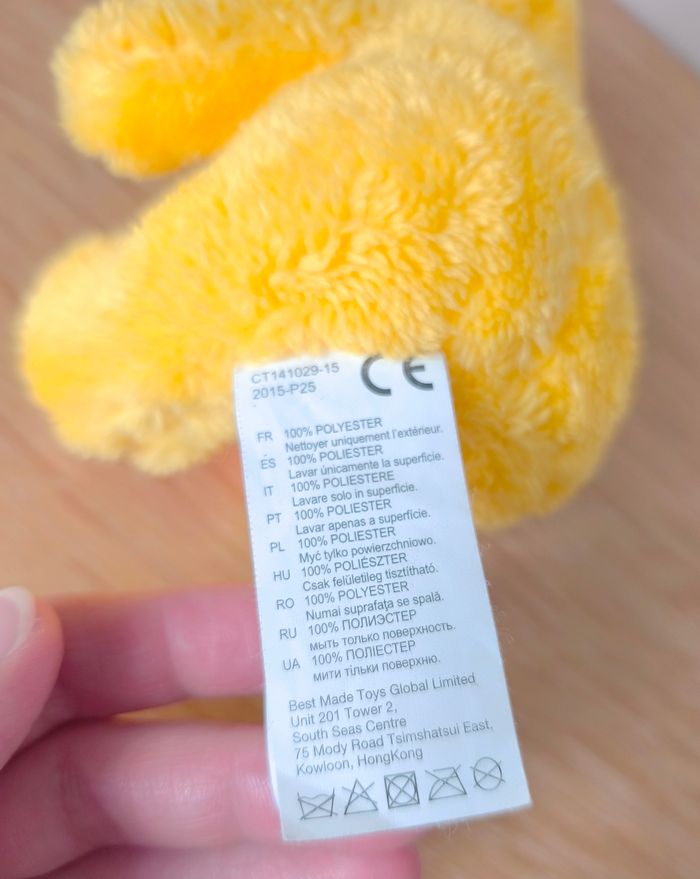 CT141029-15
2015-P25
CE
FR 100% POLYESTER
Nettoyer uniquement l'extérieur.
ES 100% POLIESTER
Lavar únicamente la superficie.
IT 100% POLIESTERE
Lavare solo in superficie.
PT 100% POLIESTER
Lavar apenas a superfície.
PL 100% POLIESTER
Myć tylko powierzchniowo.
HU 100% POLIÉSZTER
Csak felületileg tisztítható.
RO 100% POLYESTER
Numai suprafața se spală.
RU 100% ПОЛИЭСТЕР
мыть только поверхность.
UA 100% ПОЛІЕСТЕР
мити тільки поверхню.
Best Made Toys Global Limited
Unit 201 Tower 2,
South Seas Centre
75 Mody Road Tsimshatsui East,
Kowloon, HongKong